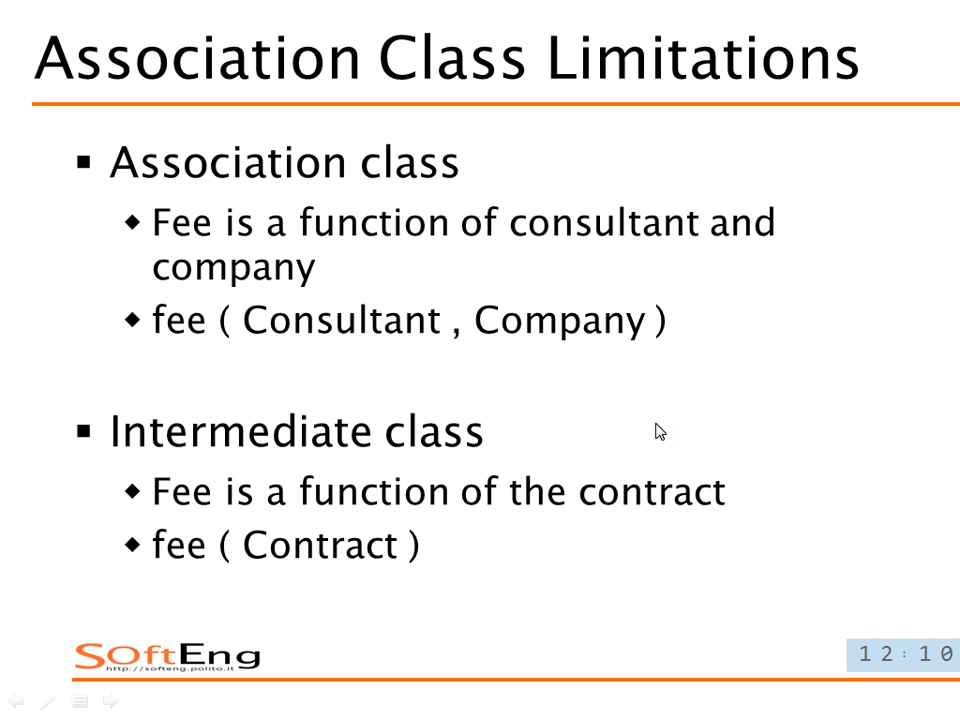 Association Class Limitations
Association class
Fee is a function of consultant and
company
fee ( Consultant , Company )
Intermediate class
Fee is a function of the contract
fee ( Contract )
SoftEng
http://softeng.polito.it
12:10